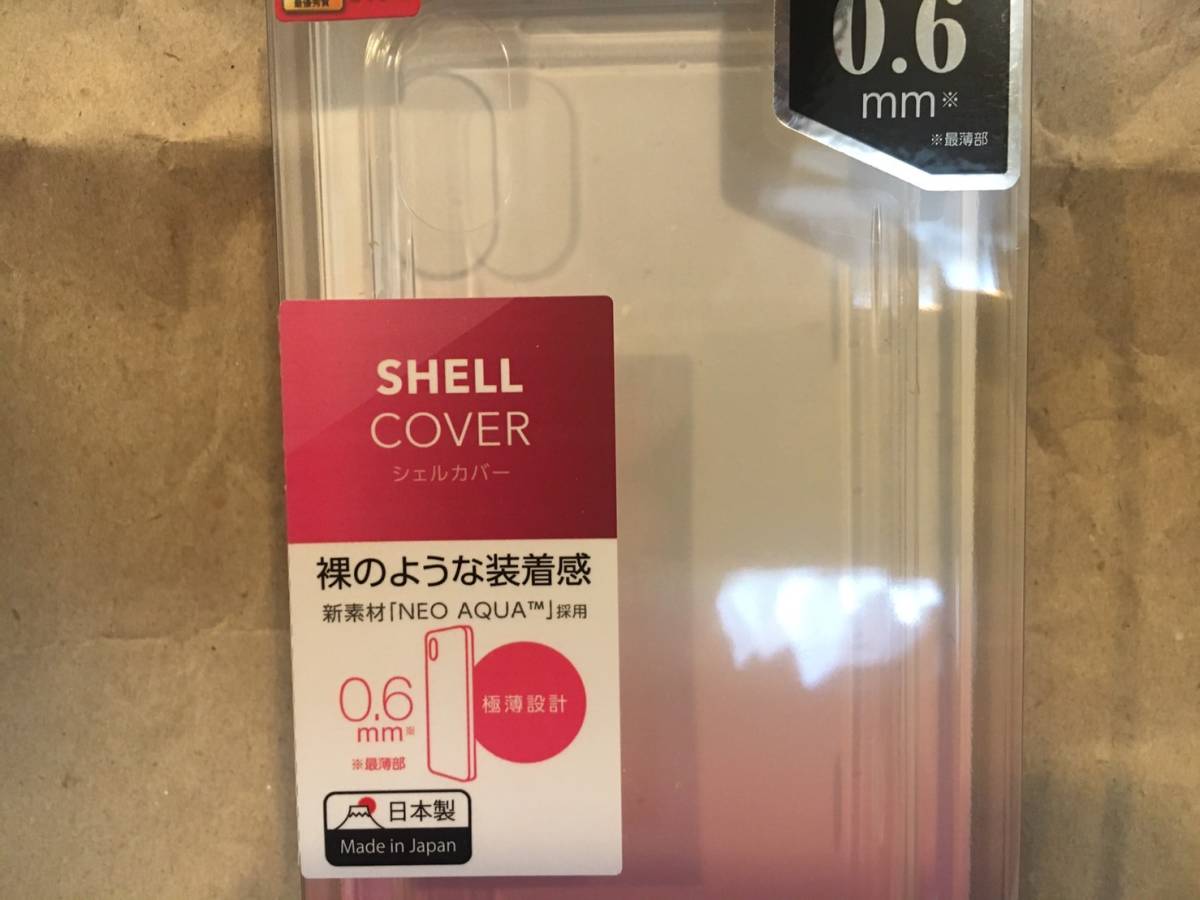 0.6
mm※
※最薄部
SHELL
COVER
シェルカバー
裸のような装着感
新素材「NEO AQUA™」採用
0.6
mm※
極薄設計
※最薄部
日本製
Made in Japan